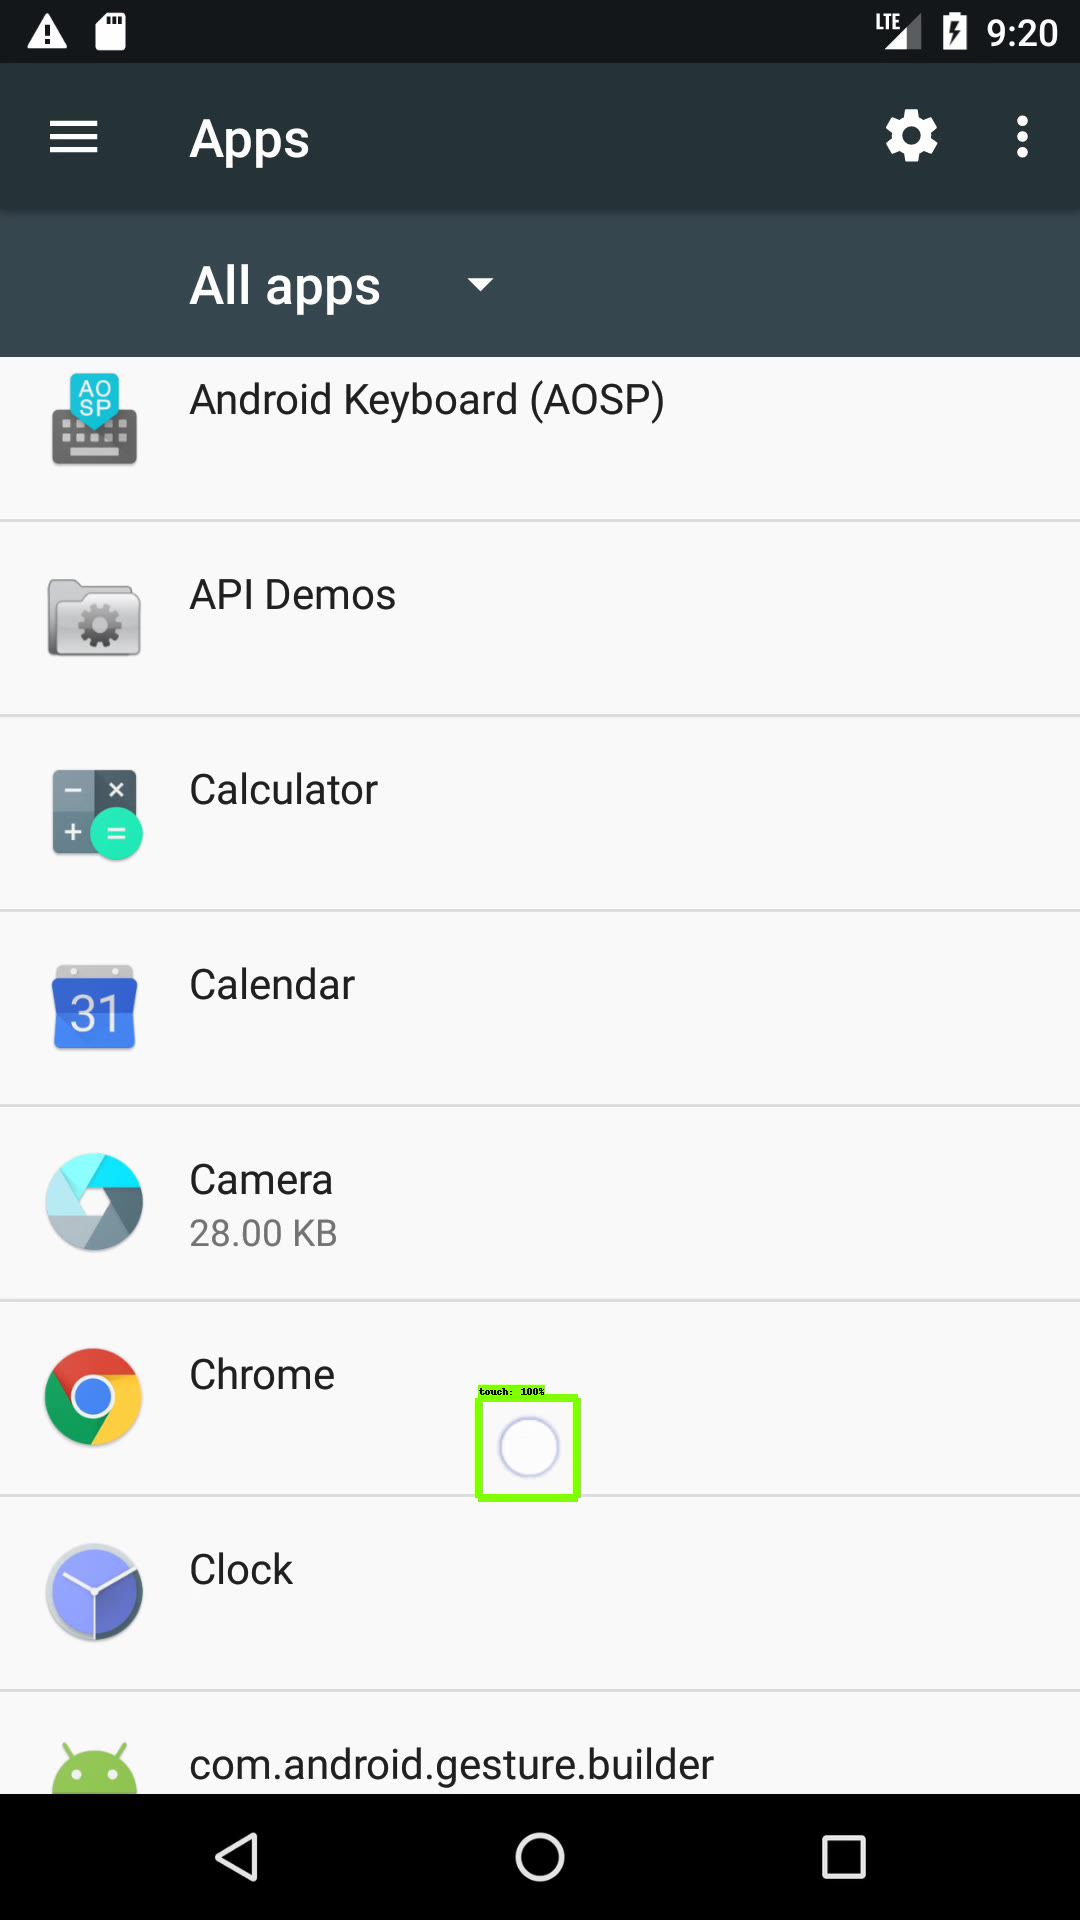 LTE 9:20
Apps
All apps
AO
SP
Android Keyboard (AOSP)
API Demos
Calculator
31
Calendar
Camera
28.00 KB
Chrome
touch: 100%
Clock
com.android.gesture.builder